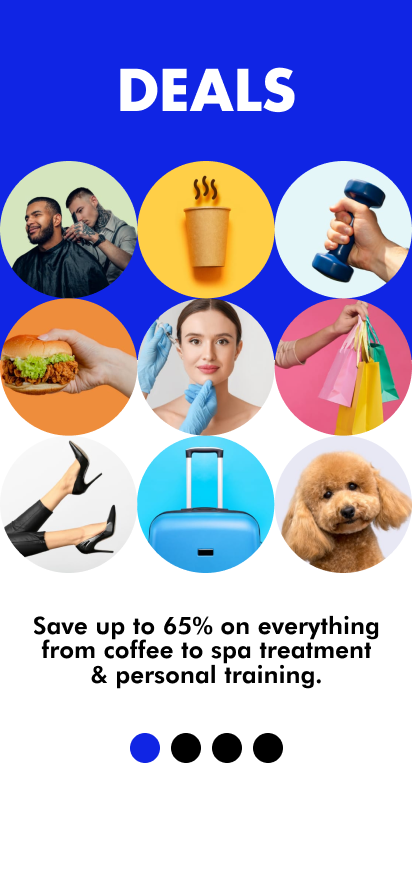 DEALS
Save up to 65% on everything
from coffee to spa treatment
& personal training.